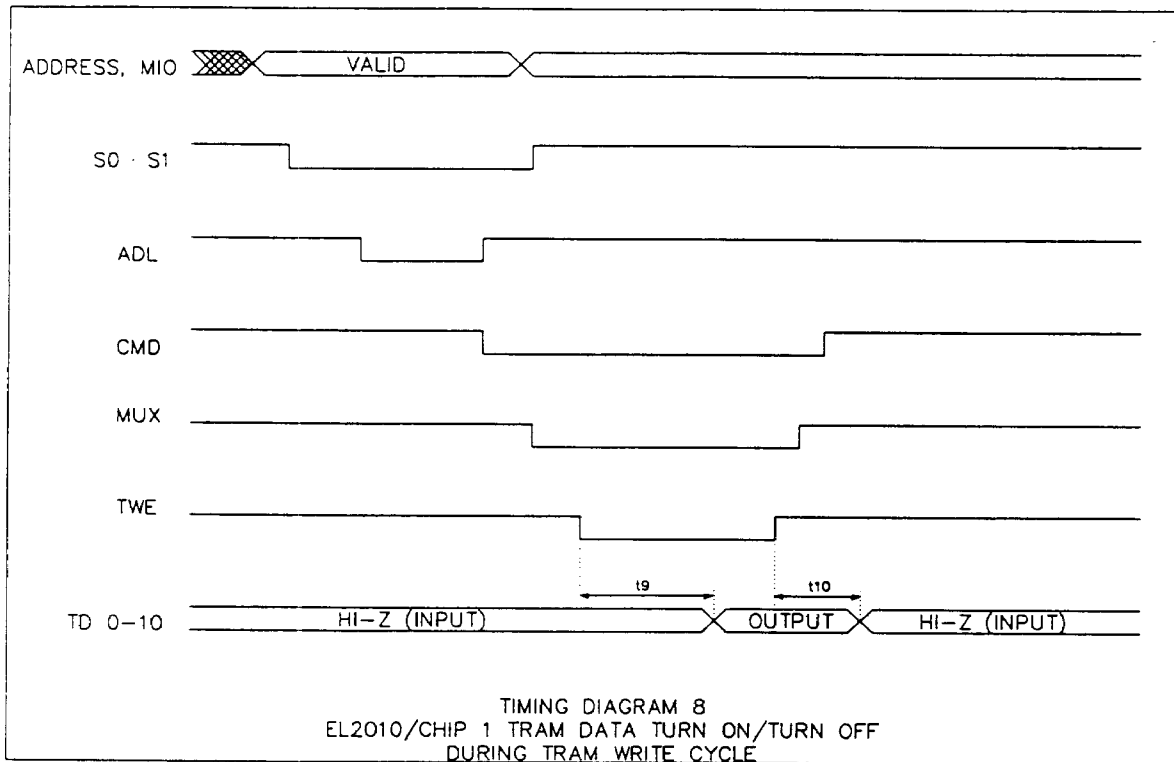 ADDRESS, MIO
VALID
S0 · S1
ADL
CMD
MUX
TWE
t9
t10
TD 0-10
HI-Z (INPUT)
OUTPUT
HI-Z (INPUT)
TIMING DIAGRAM 8
EL2010/CHIP 1 TRAM DATA TURN ON/TURN OFF
DURING TRAM WRITE CYCLE